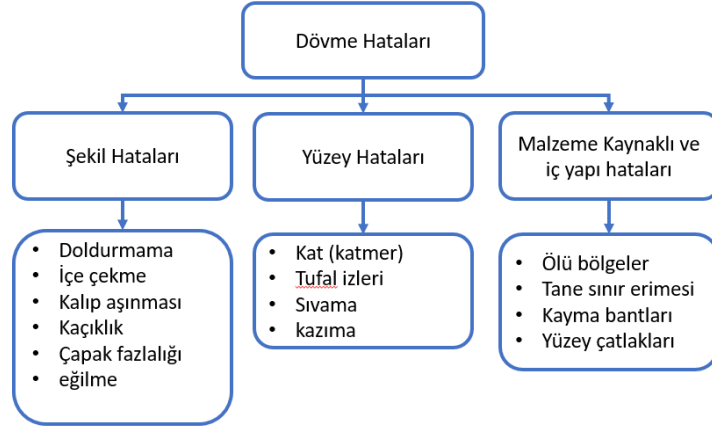 Dövme Hataları
Şekil Hataları
Yüzey Hataları
Malzeme Kaynaklı ve
iç yapı hataları
• Doldurmama
• İçe çekme
• Kalıp aşınması
• Kaçıklık
• Çapak fazlalığı
• eğilme
• Kat (katmer)
• Tufal izleri
• Sıvama
• kazıma
• Ölü bölgeler
• Tane sınır erimesi
• Kayma bantları
• Yüzey çatlakları